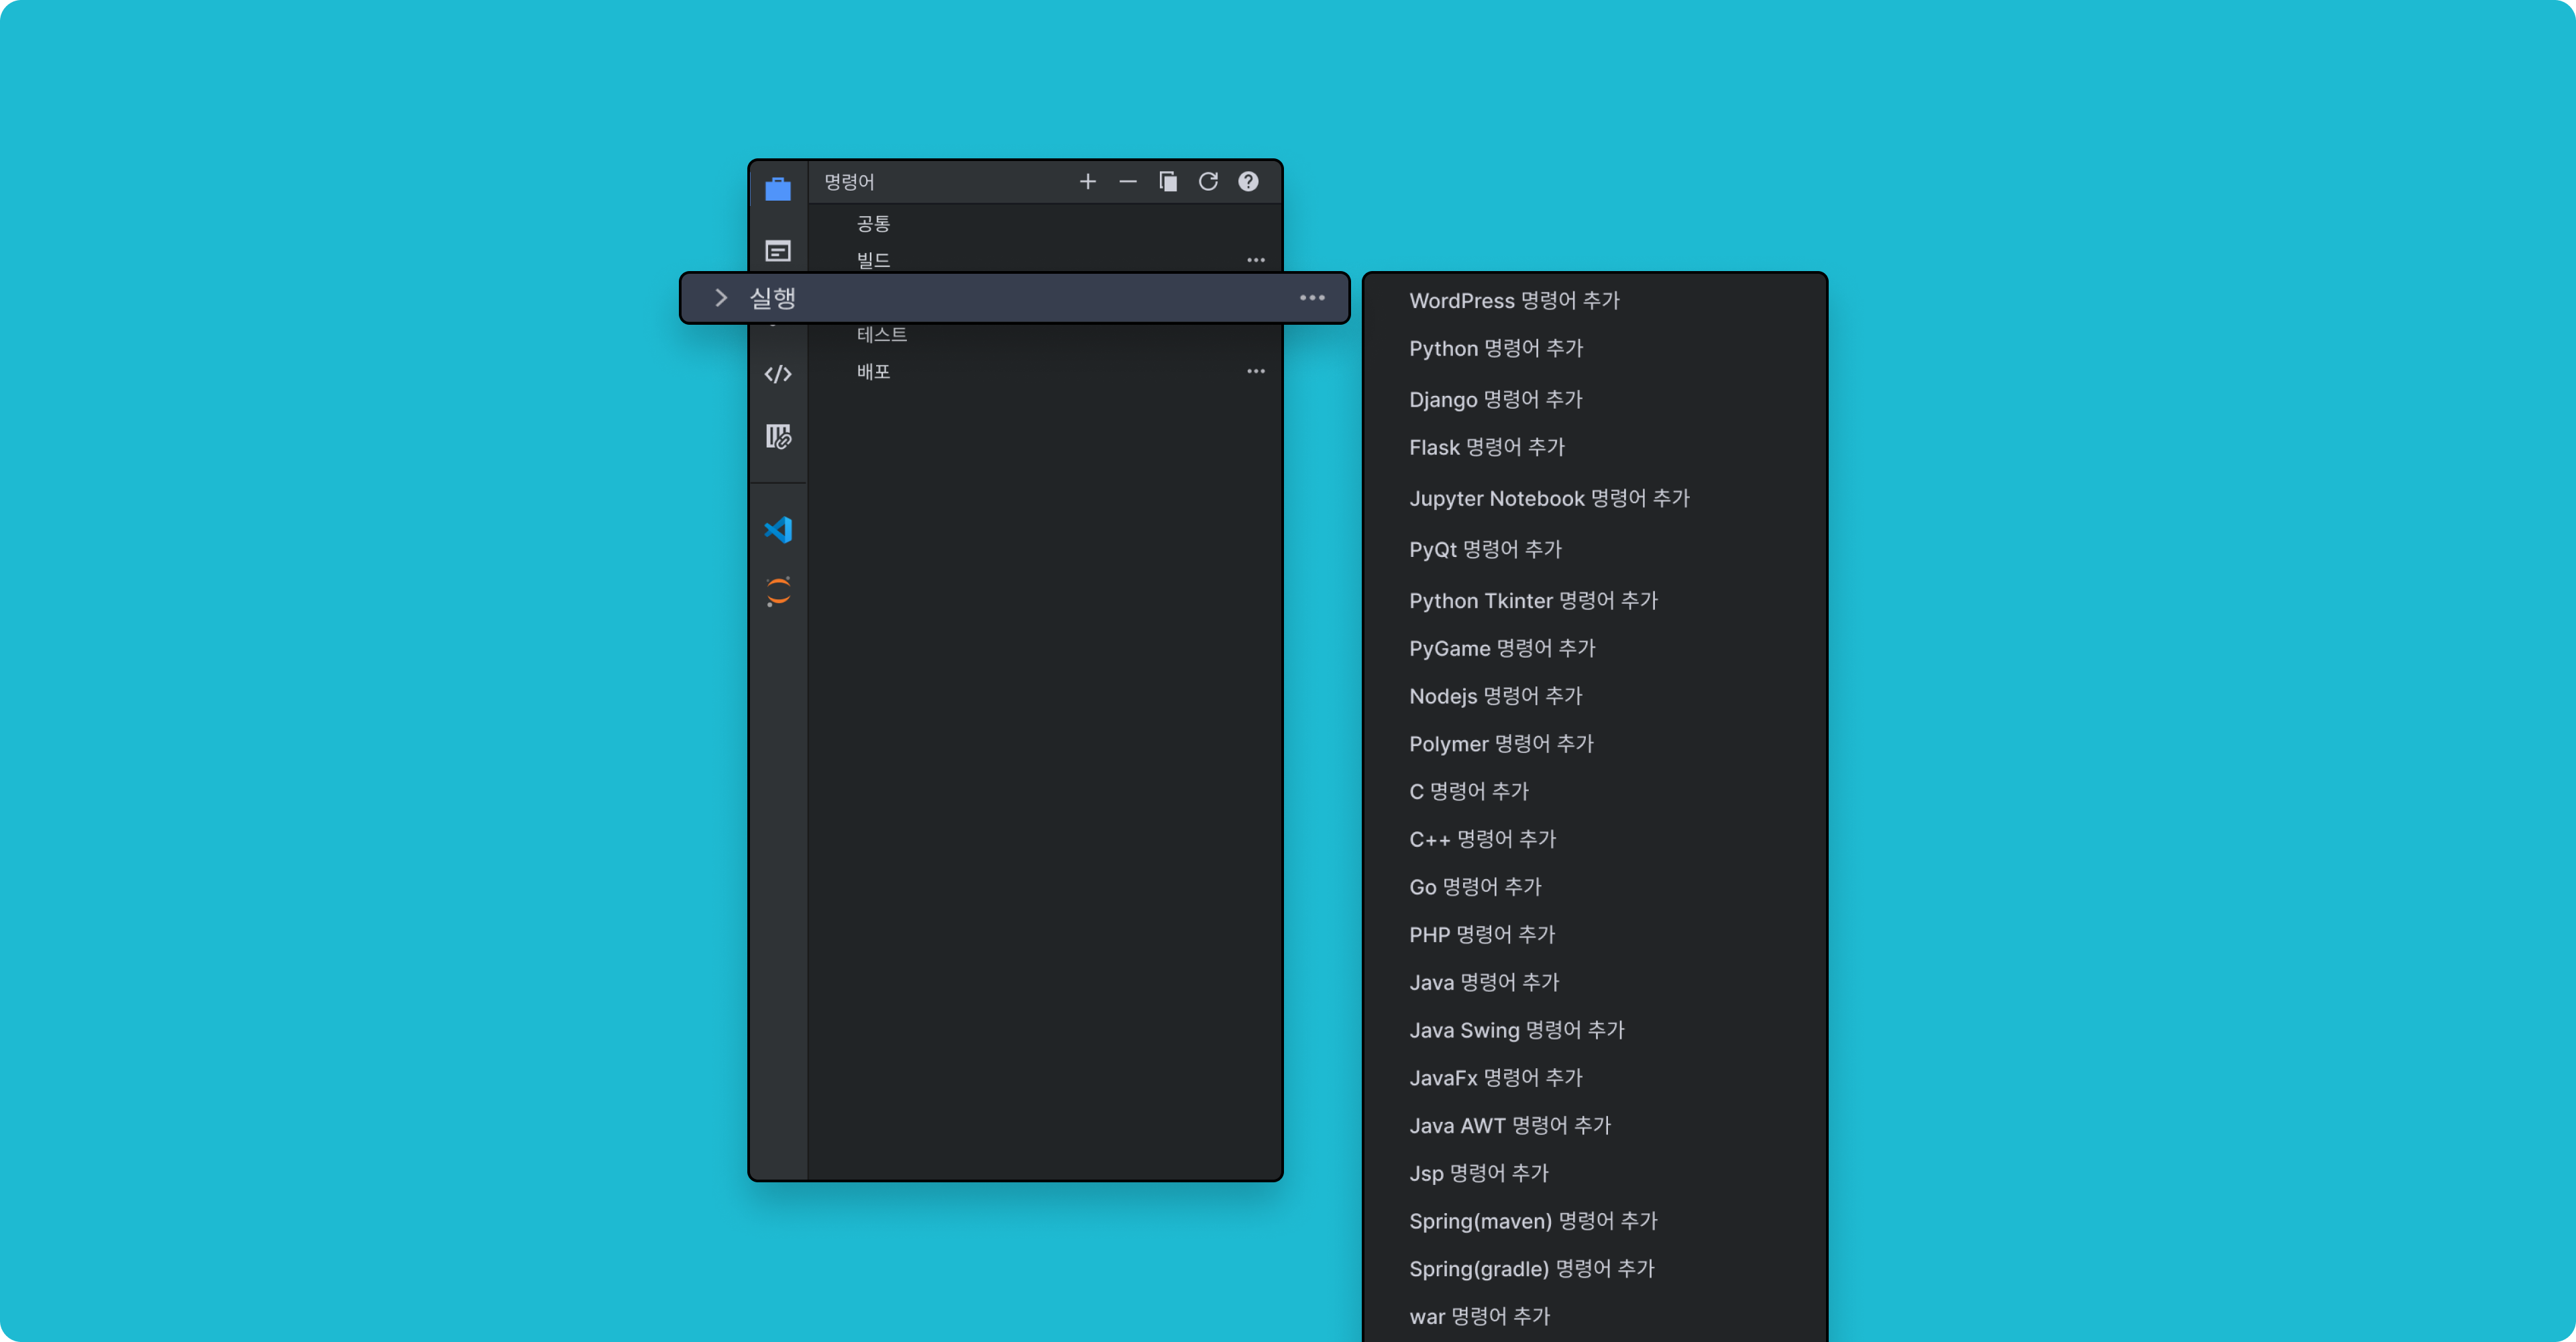 명령어
공통
빌드
실행
테스트
배포
WordPress 명령어 추가
Python 명령어 추가
Django 명령어 추가
Flask 명령어 추가
Jupyter Notebook 명령어 추가
PyQt 명령어 추가
Python Tkinter 명령어 추가
PyGame 명령어 추가
Nodejs 명령어 추가
Polymer 명령어 추가
C 명령어 추가
C++ 명령어 추가
Go 명령어 추가
PHP 명령어 추가
Java 명령어 추가
Java Swing 명령어 추가
JavaFx 명령어 추가
Java AWT 명령어 추가
Jsp 명령어 추가
Spring(maven) 명령어 추가
Spring(gradle) 명령어 추가
war 명령어 추가